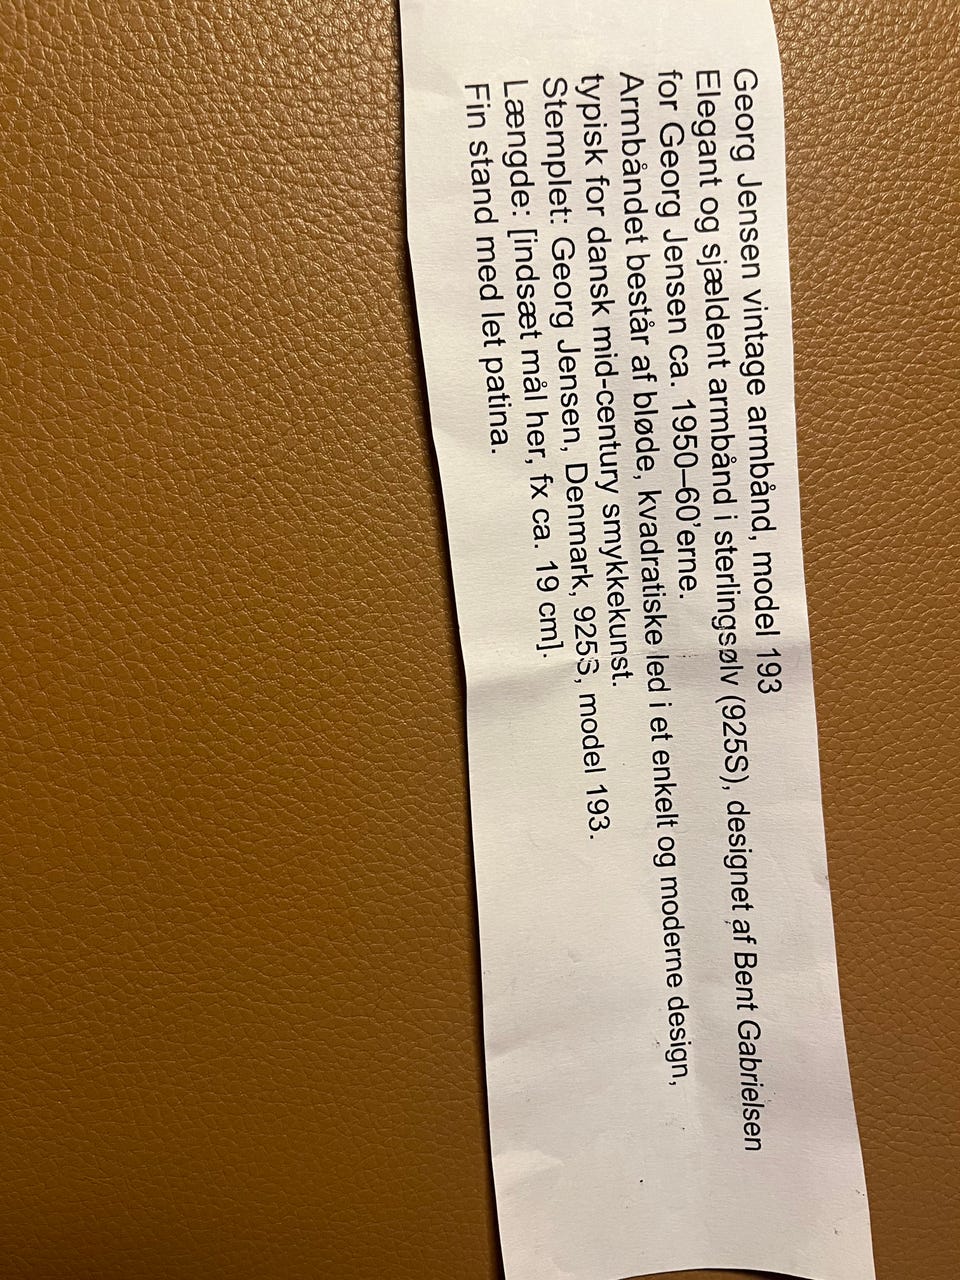 Georg Jensen vintage armbånd, model 193
Elegant og sjældent armbånd i sterlingsølv (925S), designet af Bent Gabrielsen
for Georg Jensen ca. 1950–60’erne.
Armbåndet består af bløde, kvadratiske led i et enkelt og moderne design,
typisk for dansk mid-century smykkekunst.
Stemplet: Georg Jensen, Denmark, 925S, model 193.
Længde: [indsæt mål her, fx ca. 19 cm].
Fin stand med let patina.